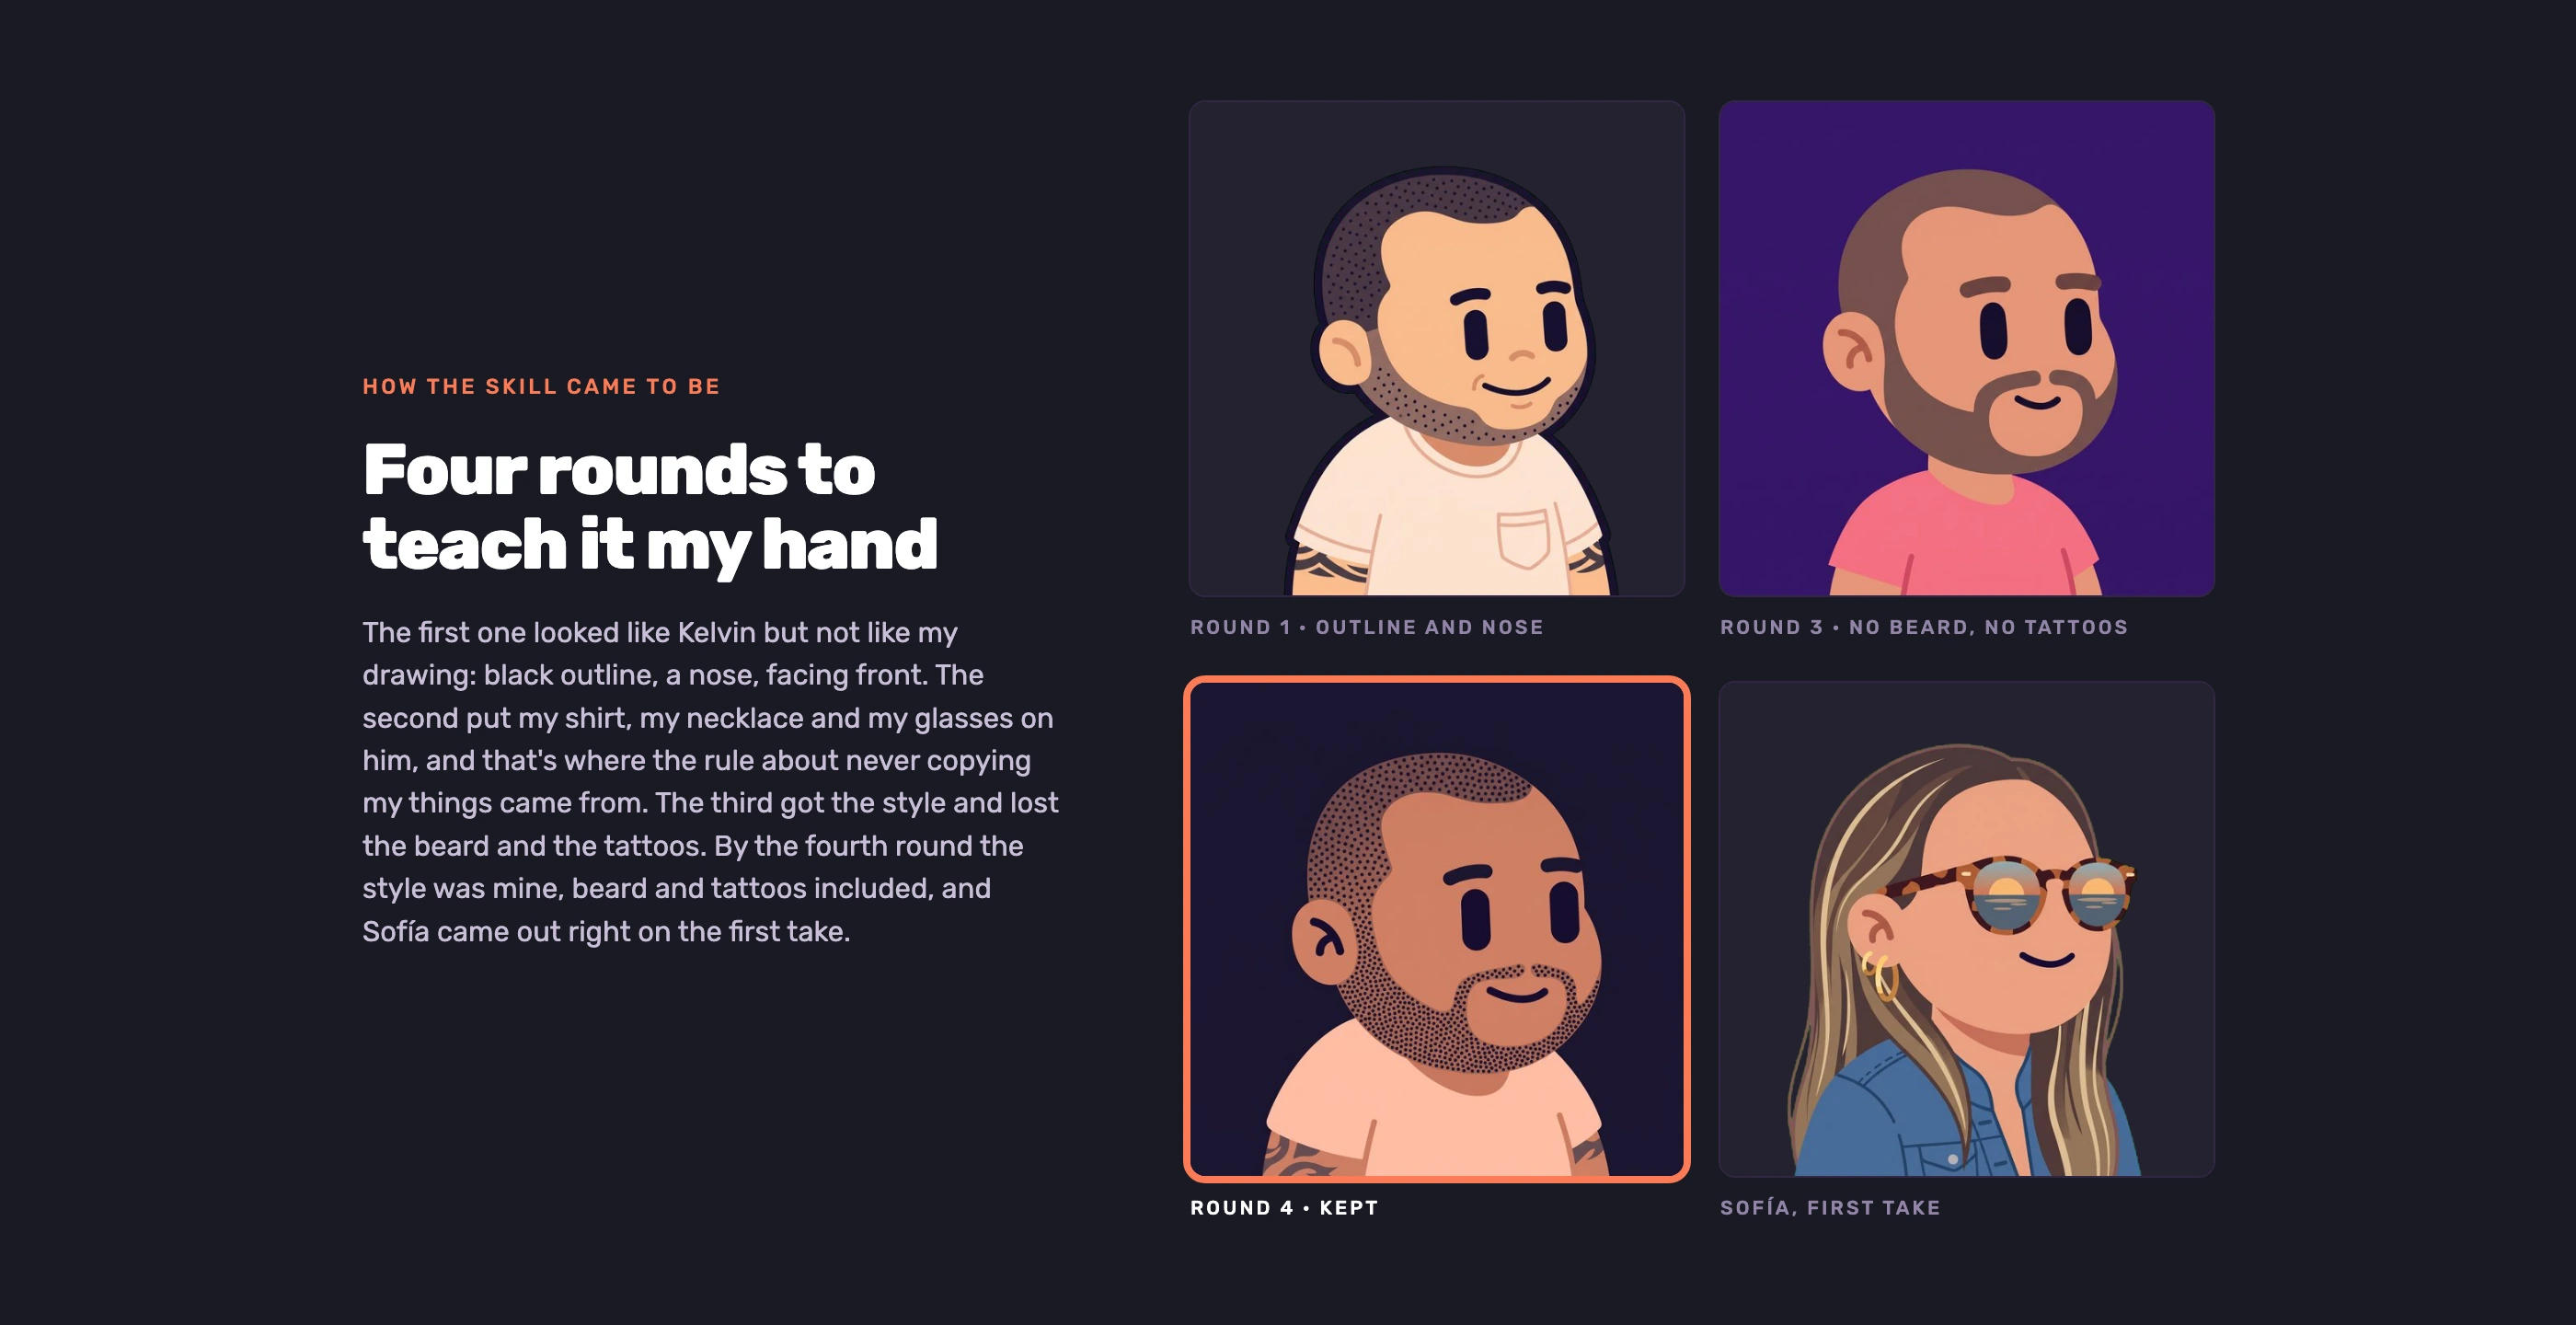 HOW THE SKILL CAME TO BE
Four rounds to
teach it my hand
The first one looked like Kelvin but not like my
drawing: black outline, a nose, facing front. The
second put my shirt, my necklace and my glasses on
him, and that's where the rule about never copying
my things came from. The third got the style and lost
the beard and the tattoos. By the fourth round the
style was mine, beard and tattoos included, and
Sofía came out right on the first take.
ROUND 1 • OUTLINE AND NOSE
ROUND 3 • NO BEARD, NO TATTOOS
ROUND 4 • KEPT
SOFÍA, FIRST TAKE